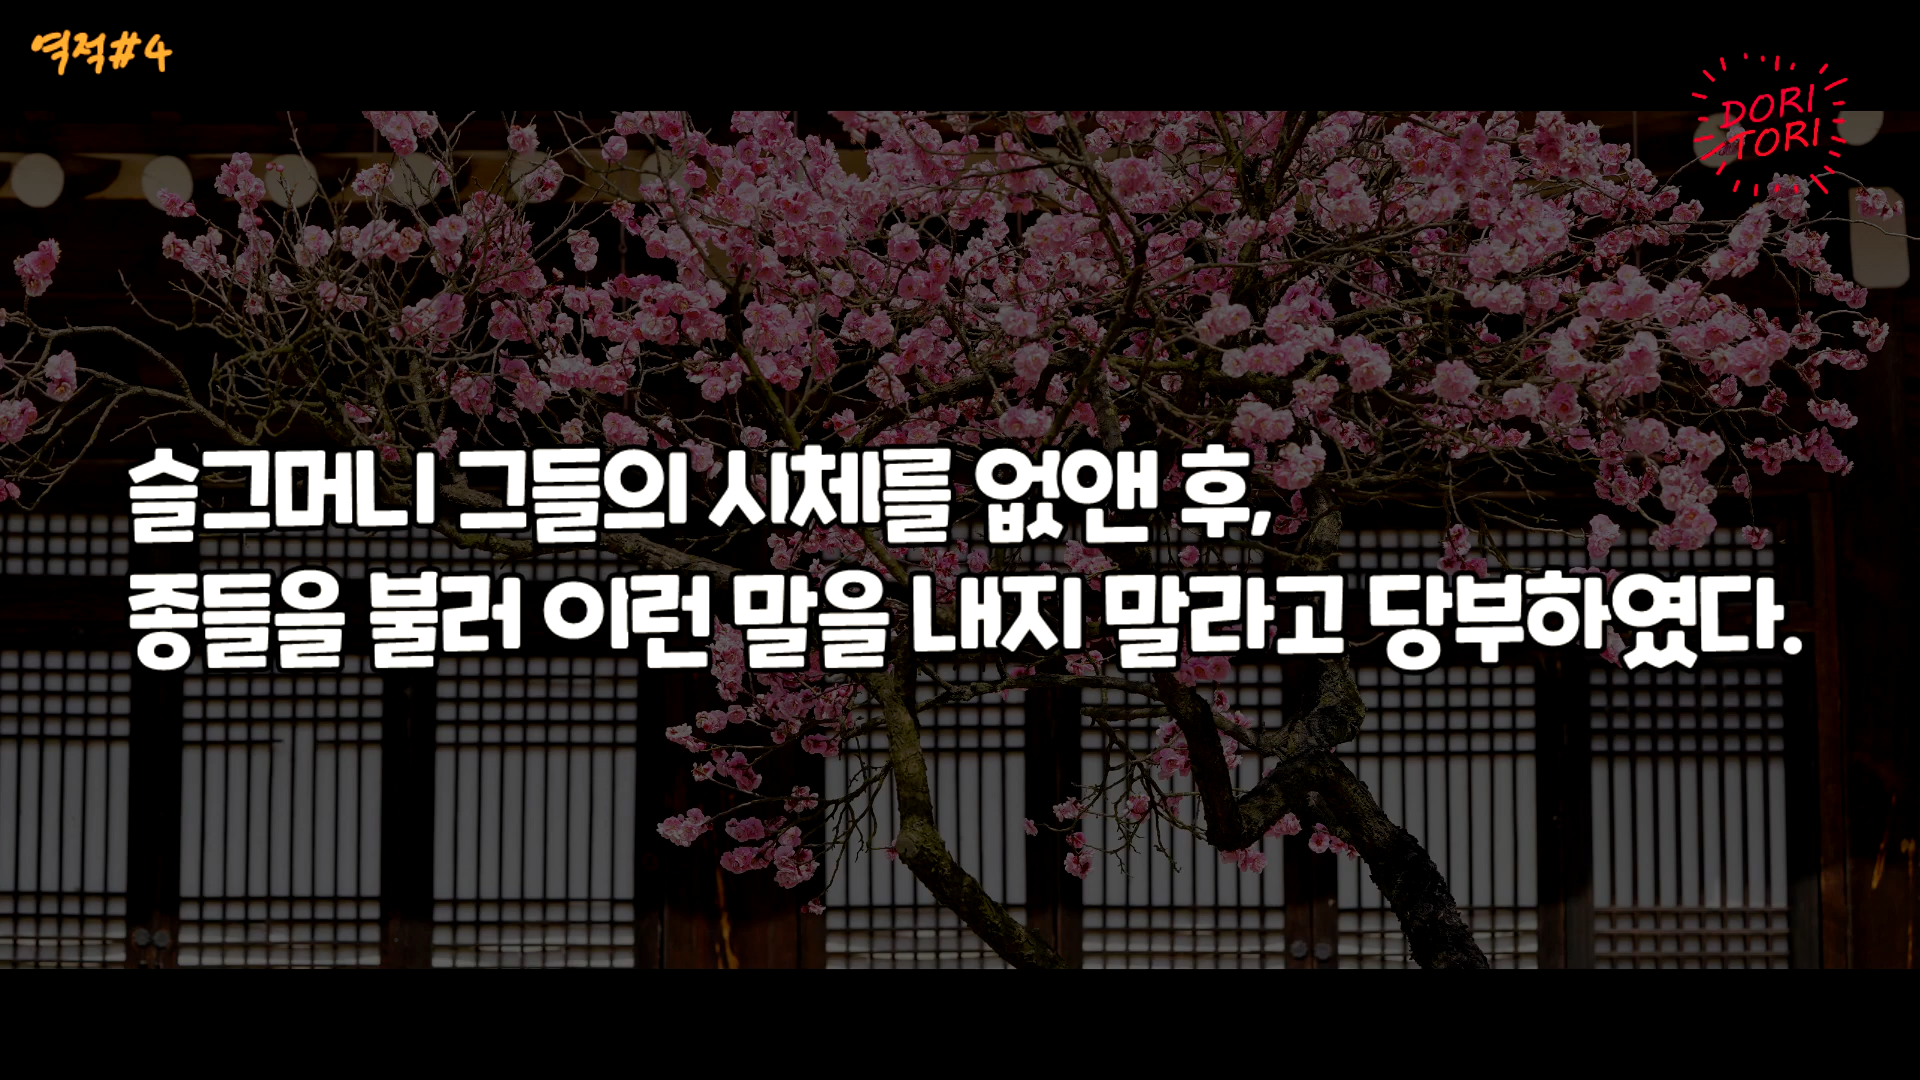 역적#4
DORI
TORI
슬그머니 그들의 시체를 없앤 후,
종들을 불러 이런 말을 내지 말라고 당부하였다.